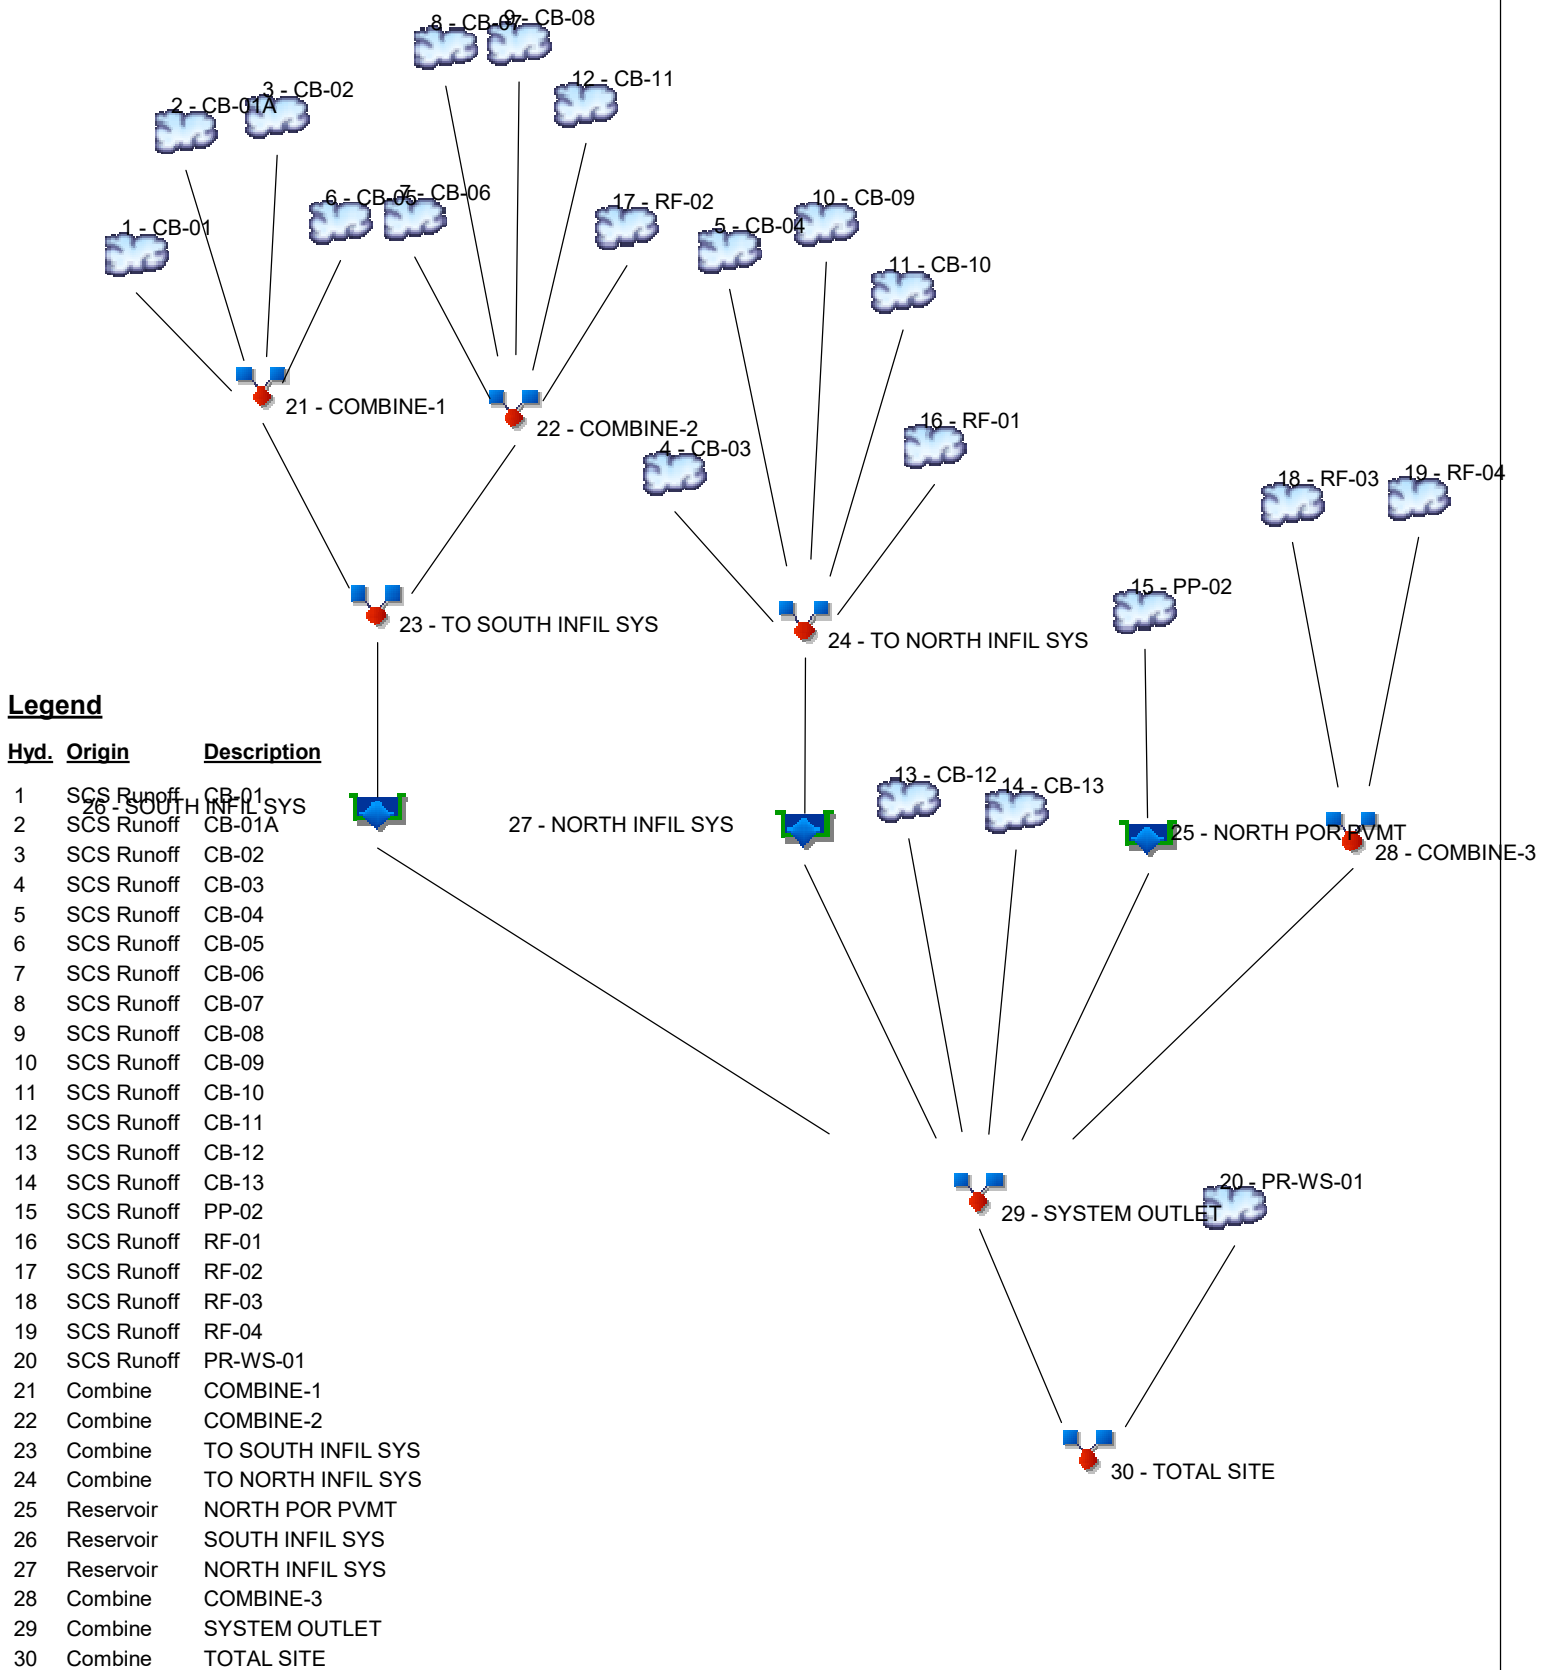 8 - CB-07
9 - CB-08
12 - CB-11
3 - CB-02
2 - CB-01A
6 - CB-05
7 - CB-06
17 - RF-02
10 - CB-09
5 - CB-04
1 - CB-01
11 - CB-10
21 - COMBINE-1
22 - COMBINE-2
16 - RF-01
4 - CB-03
18 - RF-03
19 - RF-04
15 - PP-02
23 - TO SOUTH INFIL SYS
24 - TO NORTH INFIL SYS
13 - CB-12
14 - CB-13
26 - SOUTH INFIL SYS
27 - NORTH INFIL SYS
25 - NORTH POR PVMT
28 - COMBINE-3
20 - PR-WS-01
29 - SYSTEM OUTLET
30 - TOTAL SITE
Legend
Hyd. Origin Description
1 SCS Runoff CB-01
2 SCS Runoff CB-01A
3 SCS Runoff CB-02
4 SCS Runoff CB-03
5 SCS Runoff CB-04
6 SCS Runoff CB-05
7 SCS Runoff CB-06
8 SCS Runoff CB-07
9 SCS Runoff CB-08
10 SCS Runoff CB-09
11 SCS Runoff CB-10
12 SCS Runoff CB-11
13 SCS Runoff CB-12
14 SCS Runoff CB-13
15 SCS Runoff PP-02
16 SCS Runoff RF-01
17 SCS Runoff RF-02
18 SCS Runoff RF-03
19 SCS Runoff RF-04
20 SCS Runoff PR-WS-01
21 Combine COMBINE-1
22 Combine COMBINE-2
23 Combine TO SOUTH INFIL SYS
24 Combine TO NORTH INFIL SYS
25 Reservoir NORTH POR PVMT
26 Reservoir SOUTH INFIL SYS
27 Reservoir NORTH INFIL SYS
28 Combine COMBINE-3
29 Combine SYSTEM OUTLET
30 Combine TOTAL SITE